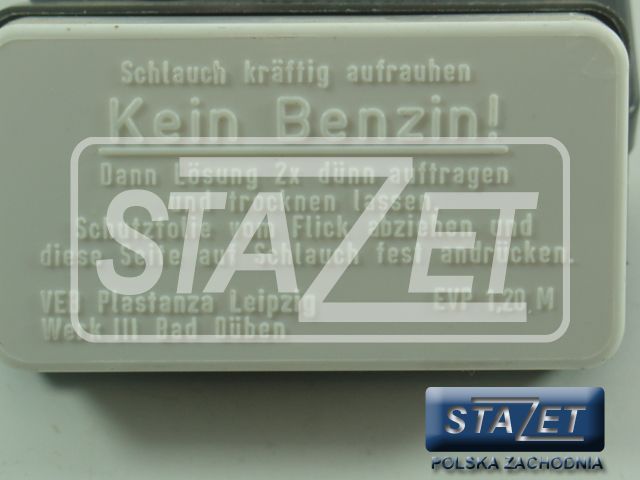 Schlauch kräftig aufrauhen
Kein Benzin!
Dann Lösung 2x dünn auftragen
und trocknen lassen.
Schutzfolie vom Flick abziehen und
diese Seite auf Schlauch fest andrücken.
VEB Plastanza Leipzig EVP 1,20 M
Werk III Bad Düben
STAZET
STAZET
POLSKA ZACHODNIA